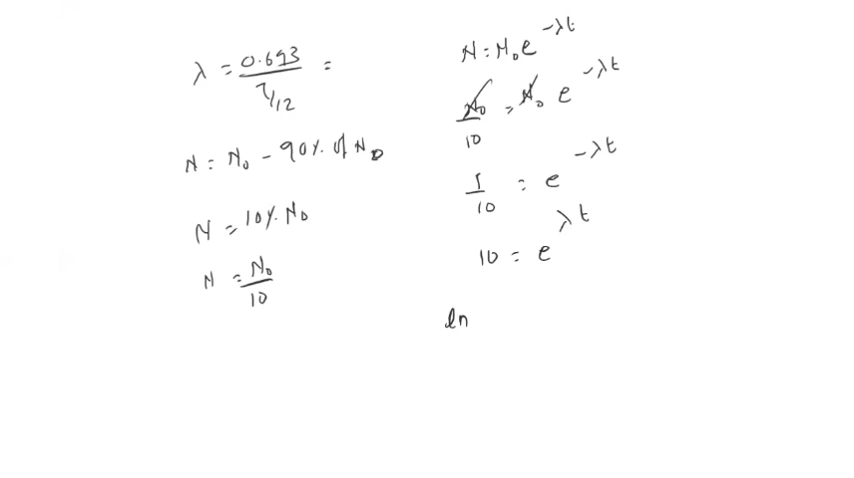 λ = 0.693 / T1/2 =
N = N0 - 90% of N0
N = 10% N0
N = N0 / 10
N = N0 e^-λt
N0 / 10 = N0 e^-λt
1 / 10 = e^-λt
10 = e^λt
ln